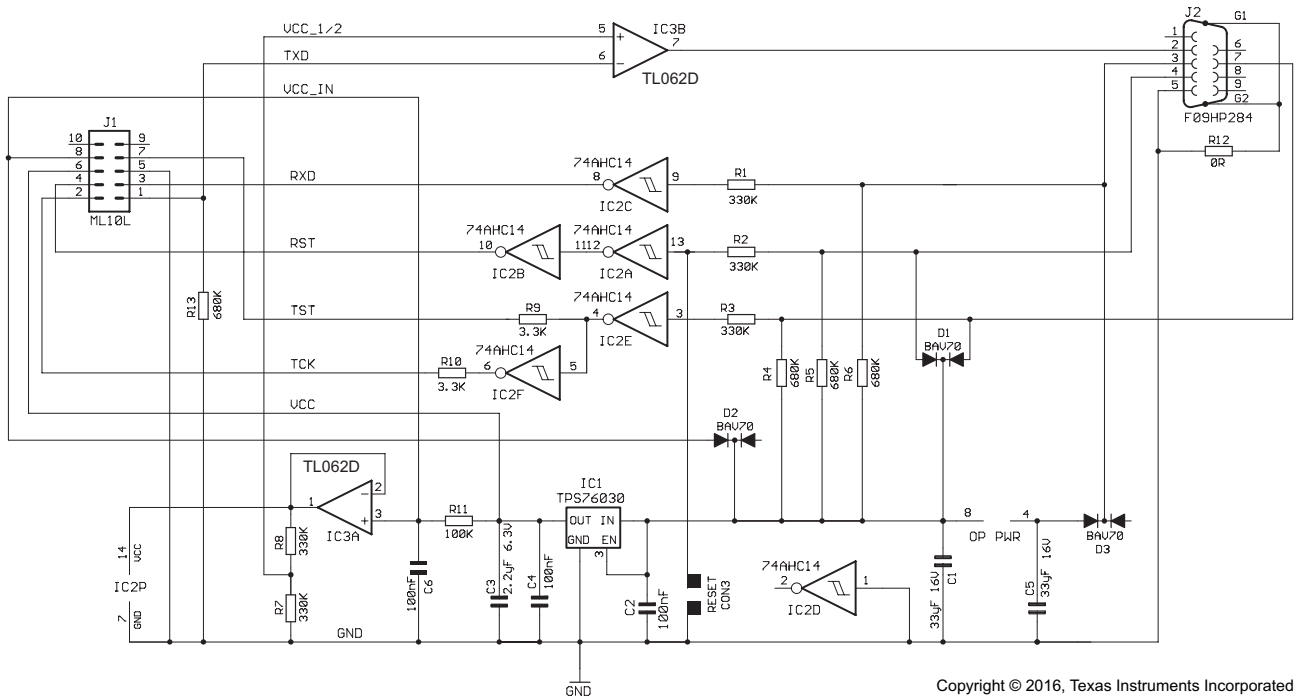 J2
G1
VCC_1/2
5
IC3B
7
1
2
6
TXD
6
TL062D
3
7
4
8
5
9
VCC_IN
G2
F09HP284
J1
R12
0R
10
9
8
7
6
5
4
3
2
1
ML10L
74AHC14
RXD
8
9
R1
330K
IC2C
74AHC14
74AHC14
RST
10
11
12
13
R2
330K
IC2B
IC2A
74AHC14
R13
680K
TST
R9
3.3K
4
3
R3
330K
IC2E
D1
BAV70
74AHC14
TCK
R10
3.3K
6
5
IC2F
R4
680K
R5
680K
R6
680K
VCC
D2
BAV70
TL062D
1
2
3
IC3A
R11
100K
IC1
TPS76030
OUT IN
GND EN
3
8
4
OP PWR
BAV70
D3
14
VCC
IC2P
7
GND
R8
330K
R7
330K
100nF
C6
C3
2.2yF 6.3V
C4
100nF
C2
100nF
RESET
CON3
74AHC14
2
1
IC2D
33yF 16V
C1
C5
33yF 16V
GND
GND
Copyright © 2016, Texas Instruments Incorporated